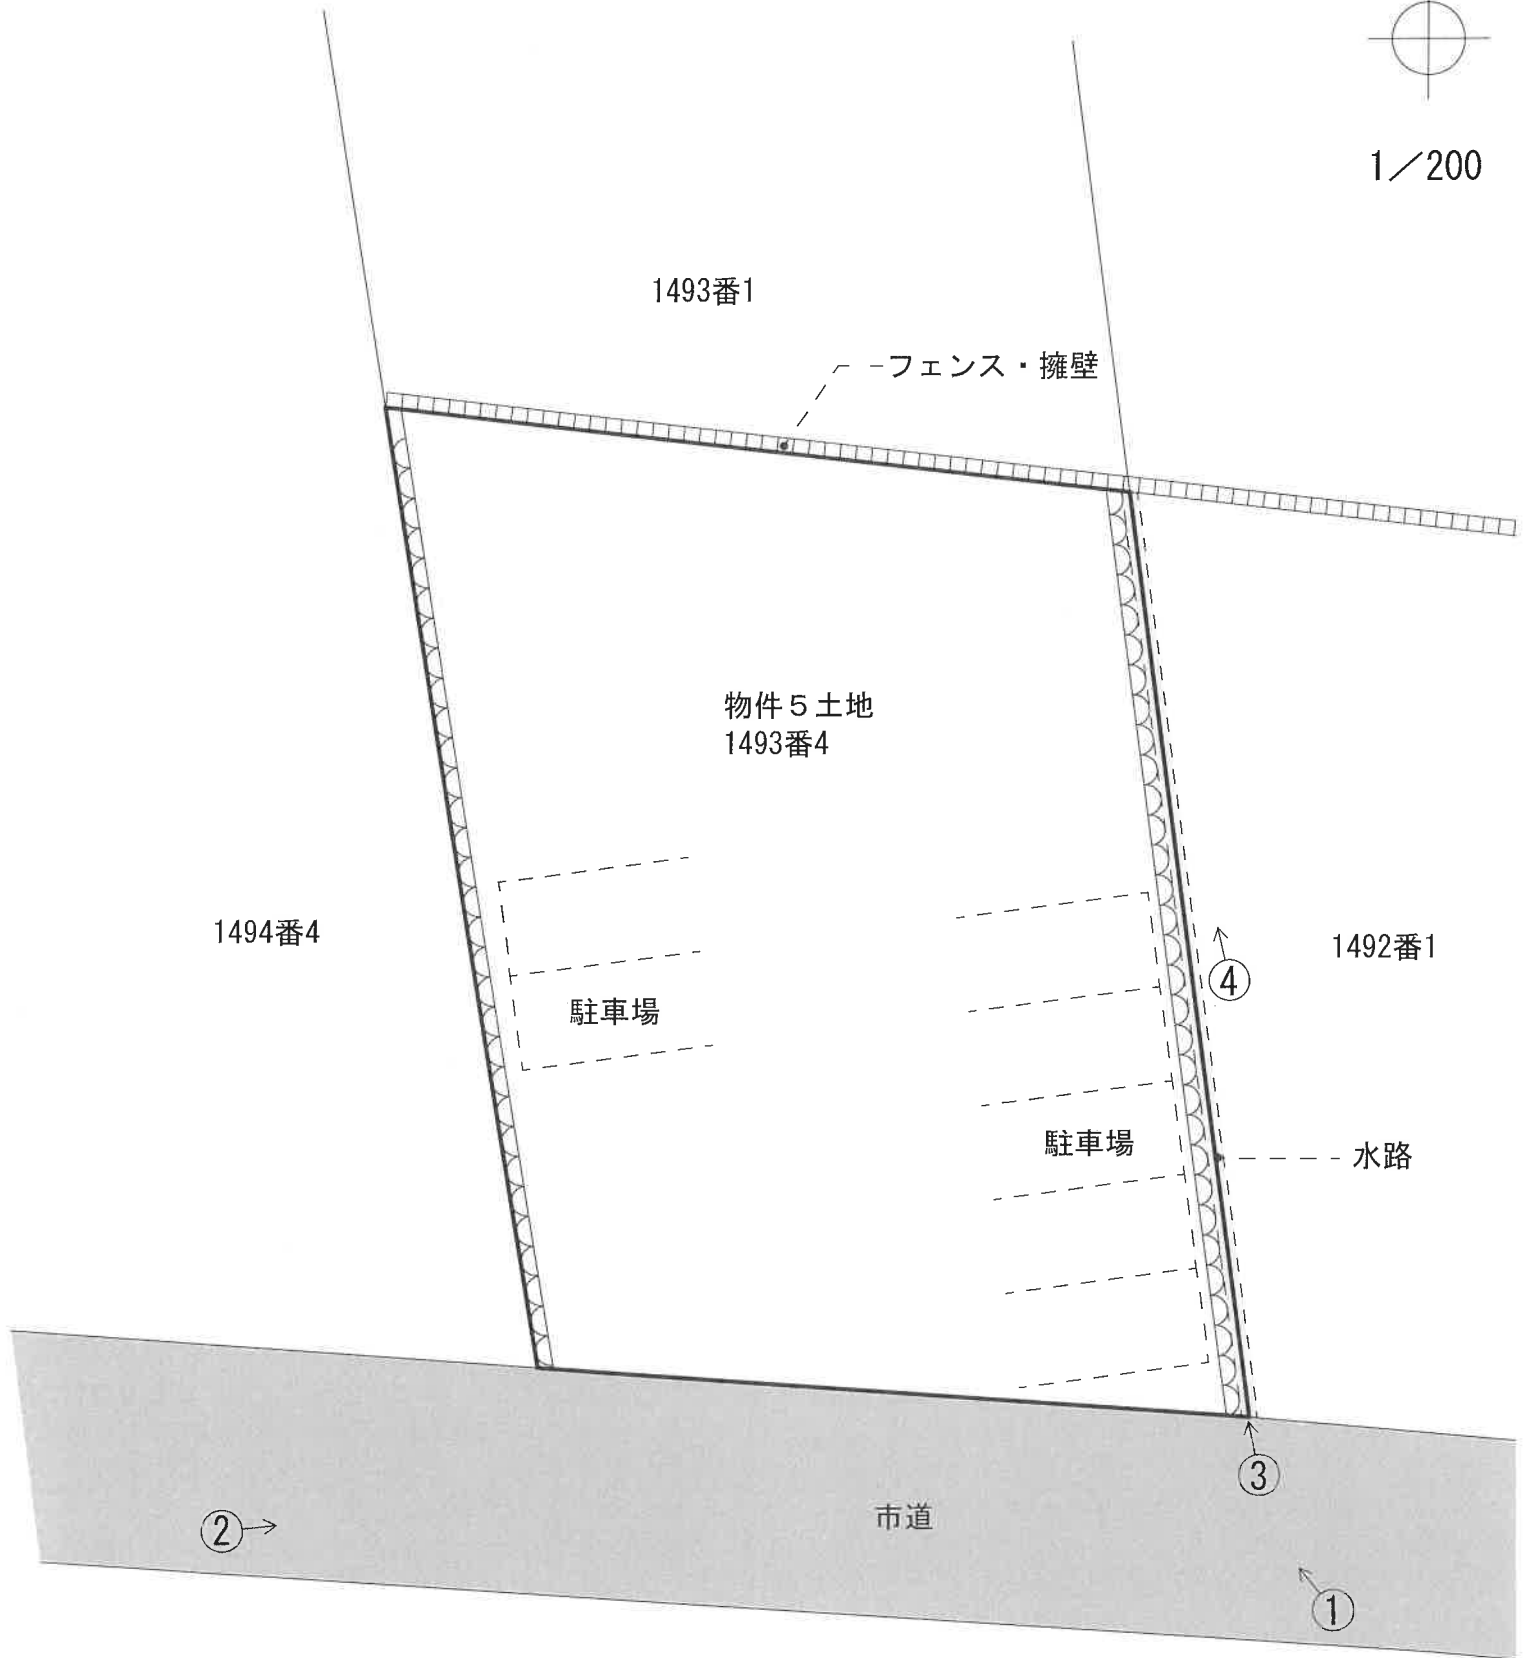 1／200
1493番1
フェンス・擁壁
物件５土地
1493番4
1494番4
1492番1
④
駐車場
駐車場
水路
③
市道
②
①